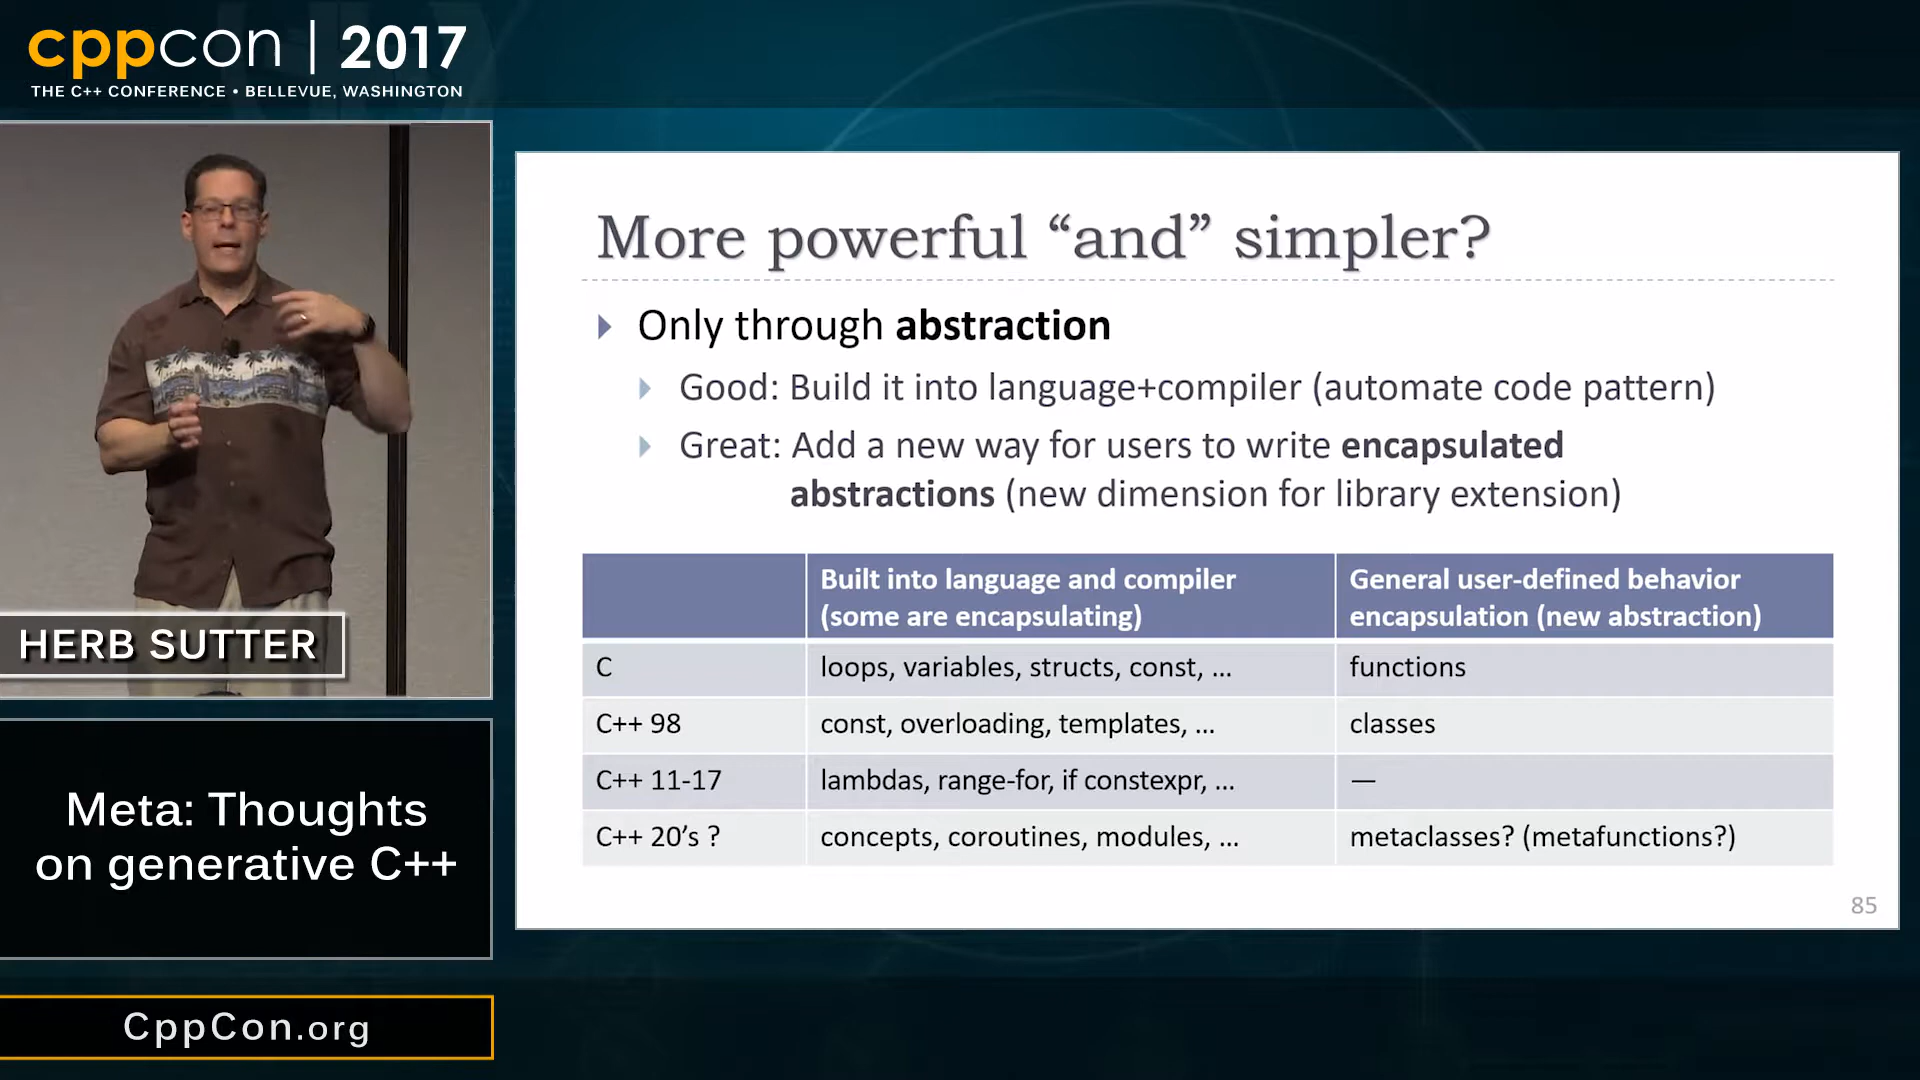 cppcon | 2017
THE C++ CONFERENCE • BELLEVUE, WASHINGTON
HERB SUTTER
Meta: Thoughts
on generative C++
CppCon.org
More powerful “and” simpler?
Only through abstraction
Good: Build it into language+compiler (automate code pattern)
Great: Add a new way for users to write encapsulated
abstractions (new dimension for library extension)
Built into language and compiler
(some are encapsulating)
General user-defined behavior
encapsulation (new abstraction)
C
loops, variables, structs, const, ...
functions
C++ 98
const, overloading, templates, ...
classes
C++ 11-17
lambdas, range-for, if constexpr, ...
—
C++ 20’s ?
concepts, coroutines, modules, ...
metaclasses? (metafunctions?)
85